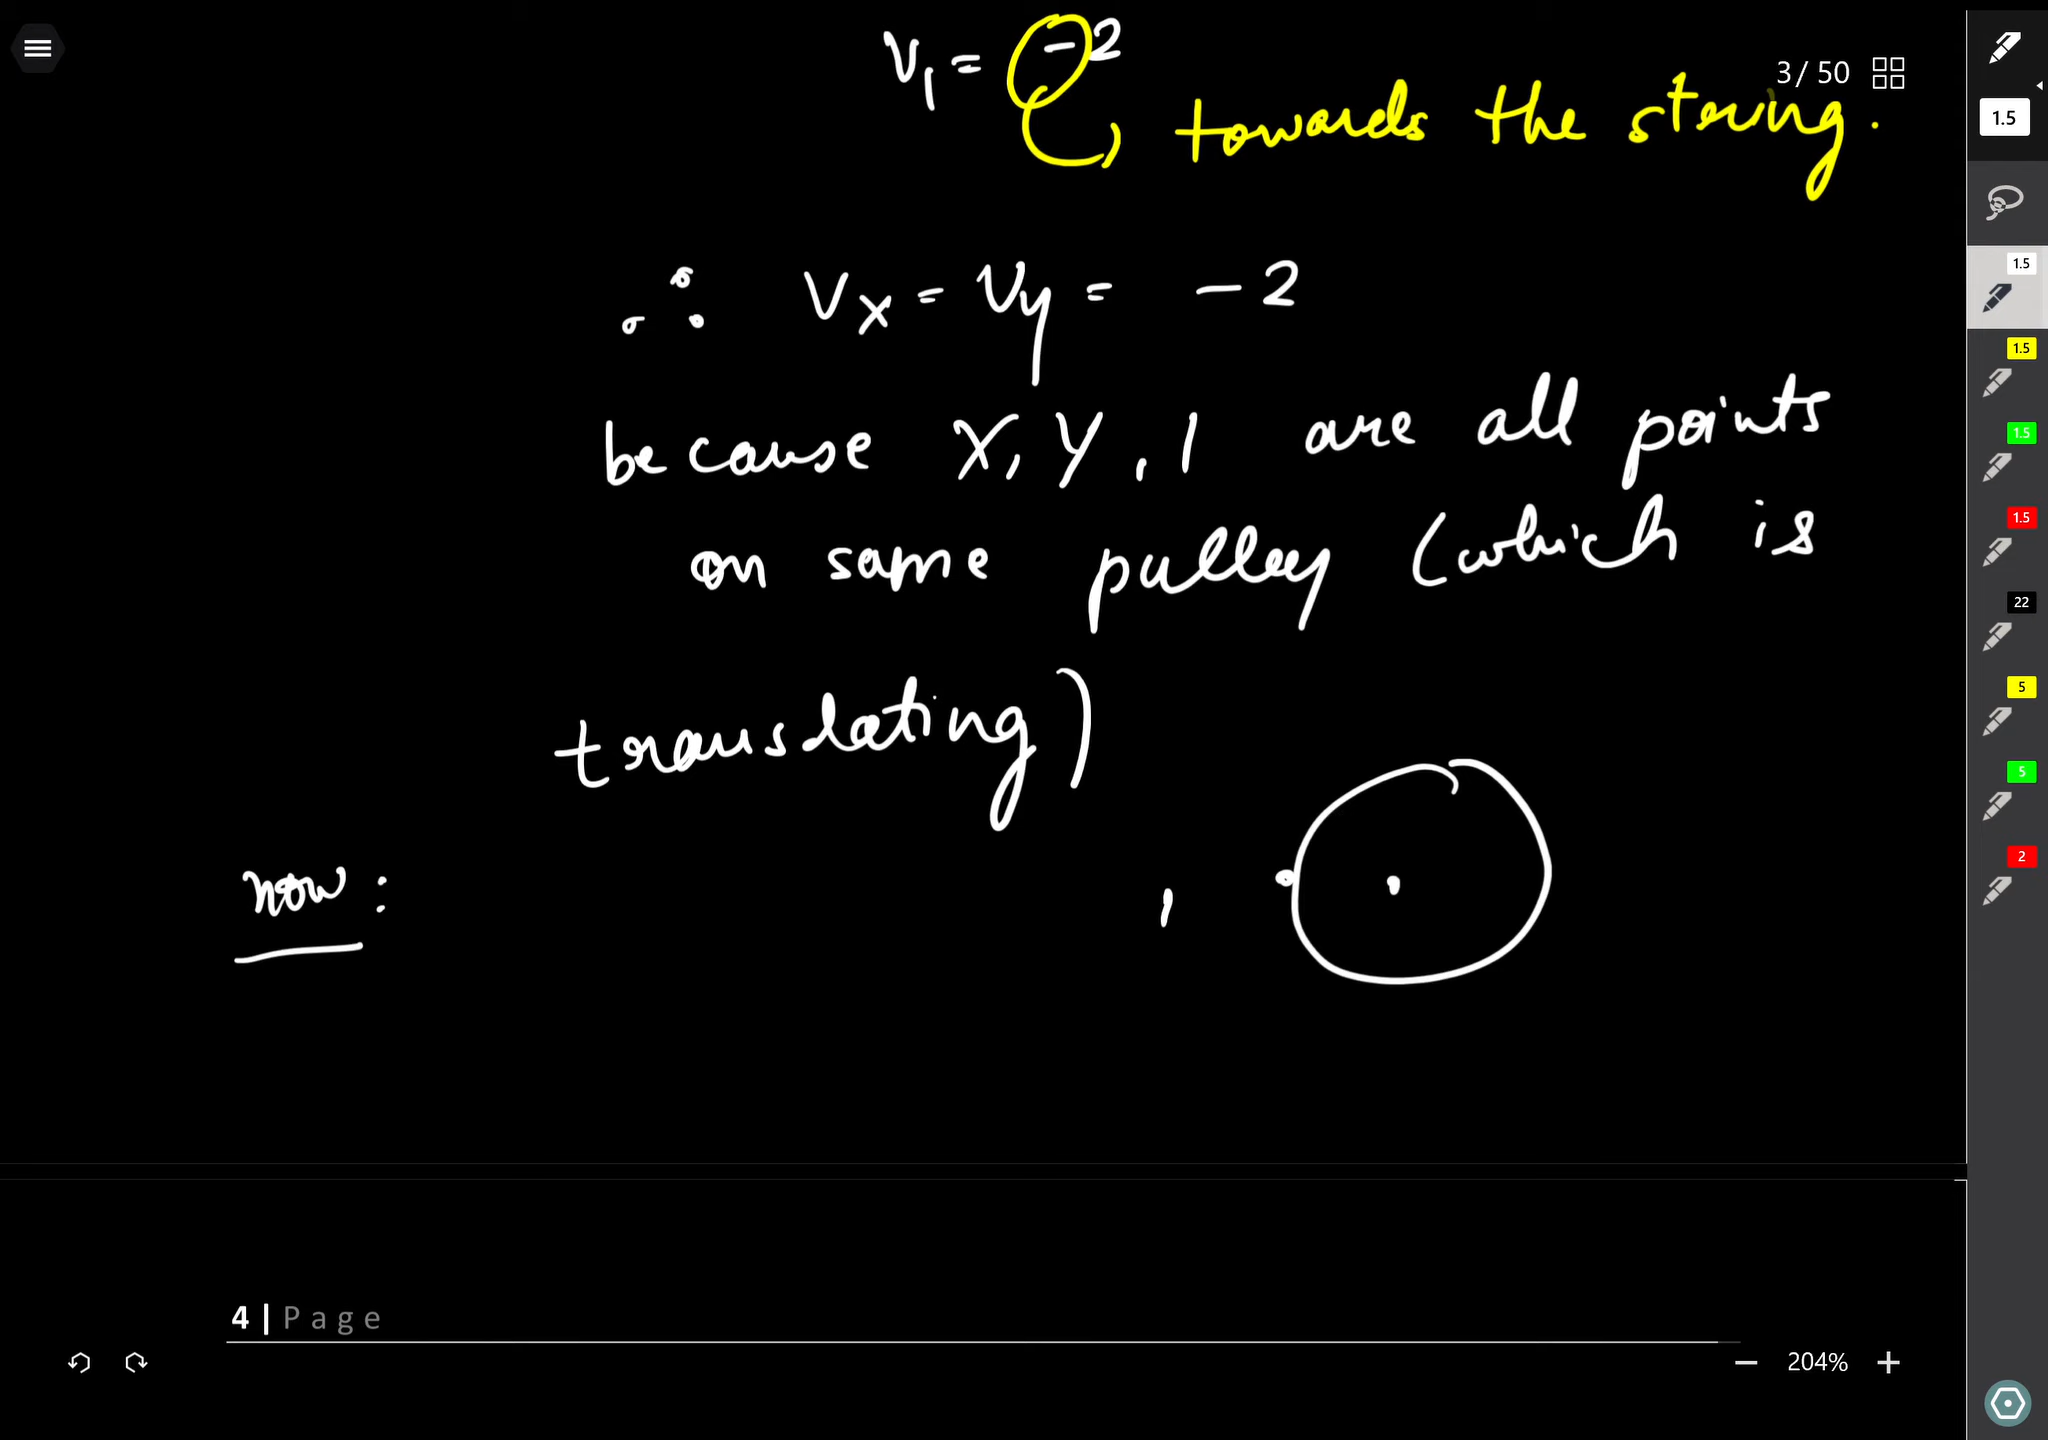 V₁ = -2
3/ 50
1.5
, towards the string.
1.5
∴ Vx = Vy = -2
1.5
because X, Y, 1 are all points
1.5
on same pulley (which is
1.5
22
translating)
5
5
now:
2
4 | Page
204%